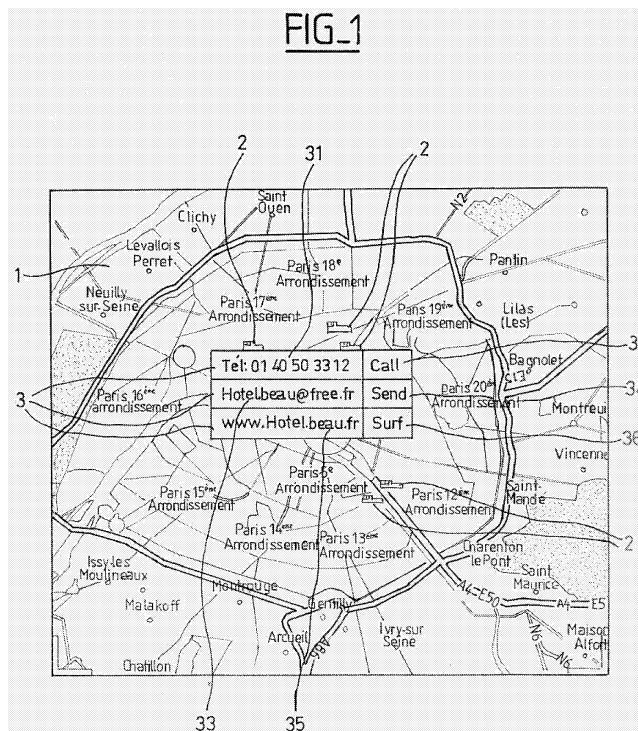 FIG_1
2
31
2
Saint
Ouen
N2
Clichy
Levallois
Perret
1
Paris 18e
Arrondissement
Pantin
Neuilly
sur-Seine
Paris 17ème
Arrondissement
Paris 19ème
Arrondissement
Lilas
(Les)
Tél: 01 40 50 33 12
Call
Bagnolet
E13
3
Paris 16ème
arrondissement
Hotel.beau@free.fr
Send
Paris 20
Arrondissement
Montreui
www.Hotel.beau.fr
Surf
36
Vincenne
Paris 5e
Arrondissement
Paris 15ème
Arrondissement
Paris 12ème
Arrondissement
Saint-
Mandé
Paris 14ème
Arrondissement
Paris 13ème
Arrondissement
2
Charenton
le Pont
Issy-les
Moulineaux
Montrouge
Gentilly
A4=E50
Saint
Maurice
A4
E5
Malakoff
Arcueil
A6b
Ivry-sur
Seine
N6
N6
Maison
Alfort
Chatillon
33
35